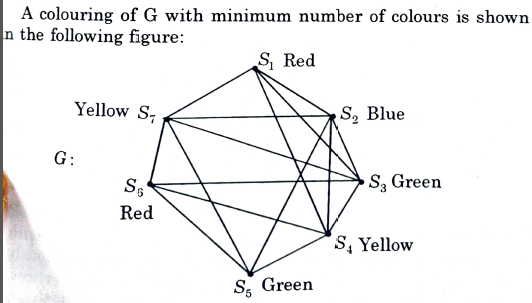 A colouring of G with minimum number of colours is shown
n the following figure:
S1 Red
Yellow S7
S2 Blue
G:
S3 Green
S6
Red
S4 Yellow
S5 Green